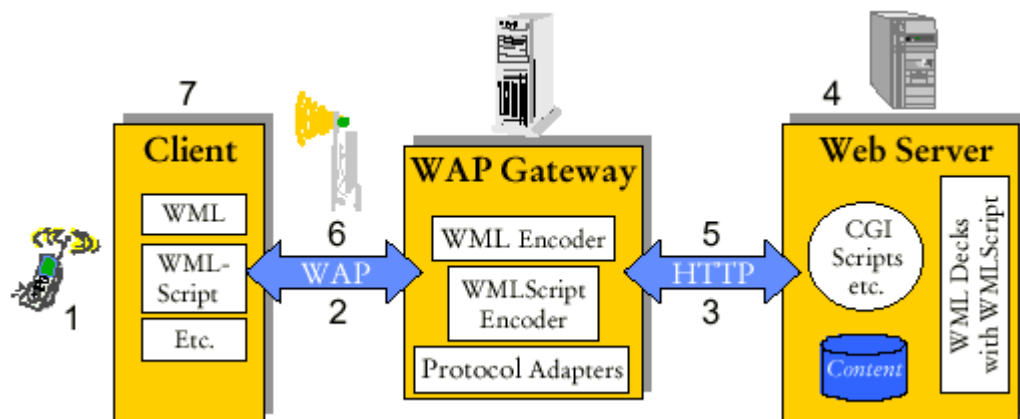 7
4
Client
WAP Gateway
Web Server
WML
WML-
Script
Etc.
1
6
WAP
2
WML Encoder
WMLScript
Encoder
Protocol Adapters
5
HTTP
3
CGI
Scripts
etc.
Content
WML Decks
with WMLScript